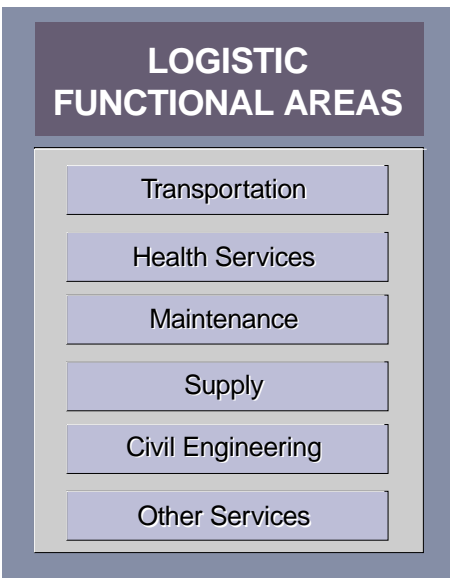 LOGISTIC
FUNCTIONAL AREAS
Transportation
Health Services
Maintenance
Supply
Civil Engineering
Other Services